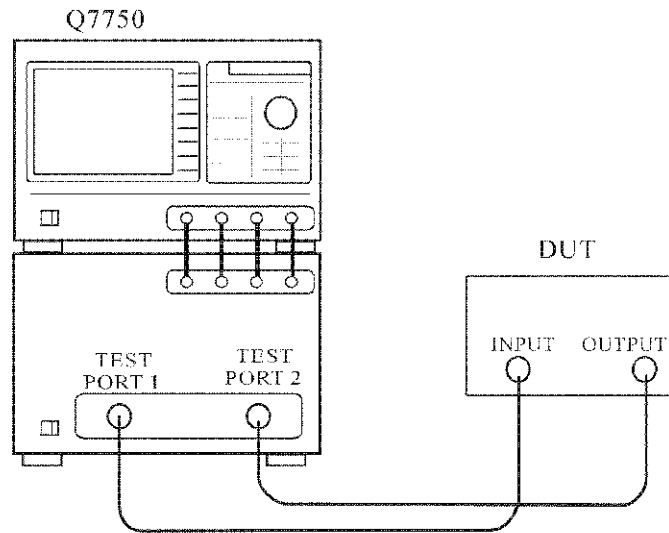 Q7750
DUT
INPUT OUTPUT
TEST
PORT 1
TEST
PORT 2